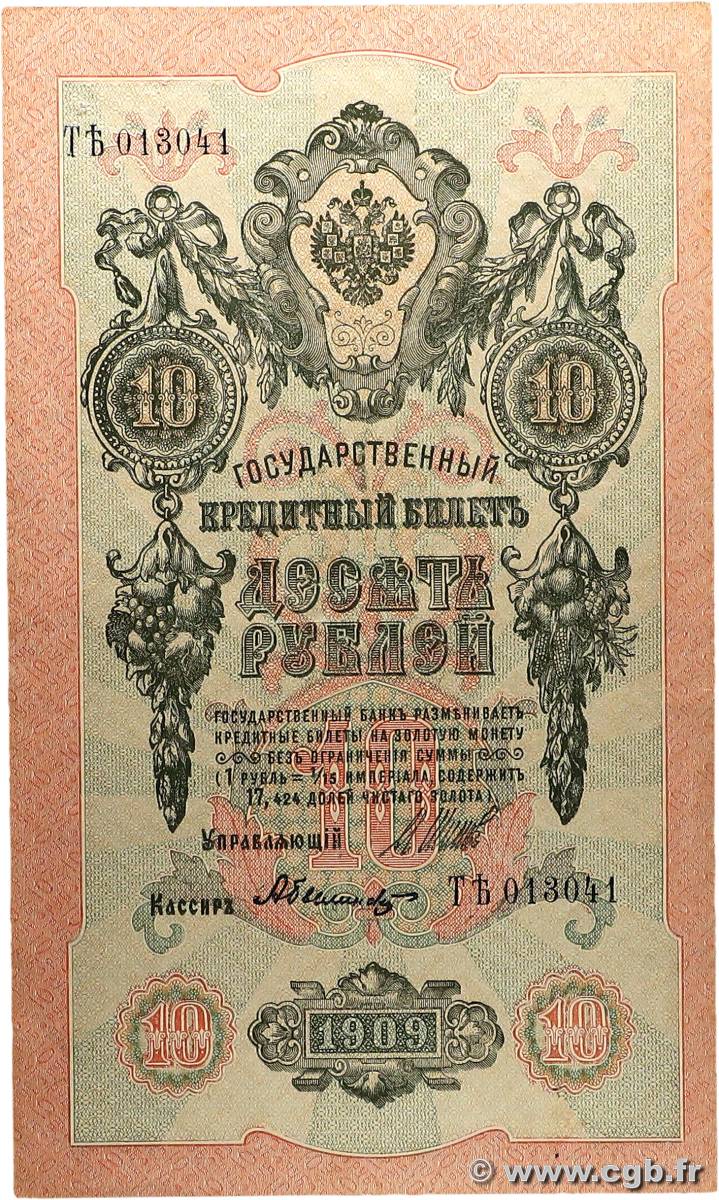 ТѢ 013041
10 10
ГОСУДАРСТВЕННЫЙ
КРЕДИТНЫЙ БИЛЕТЪ
ДЕСЯТЬ
РУБЛЕЙ
ГОСУДАРСТВЕННЫЙ БАНКЪ РАЗМѢНИВАЕТЪ
КРЕДИТНЫЕ БИЛЕТЫ НА ЗОЛОТУЮ МОНЕТУ
БЕЗЪ ОГРАНИЧЕНІЯ СУММЫ
(1 РУБЛЬ = 1/15 ИМПЕРІАЛА, СОДЕРЖИТЪ
17,424 ДОЛЕЙ ЧИСТАГО ЗОЛОТА)
10
УПРАВЛЯЮЩІЙ
Кассиръ
ТѢ 013041
10 1909 10
© www.cgb.fr